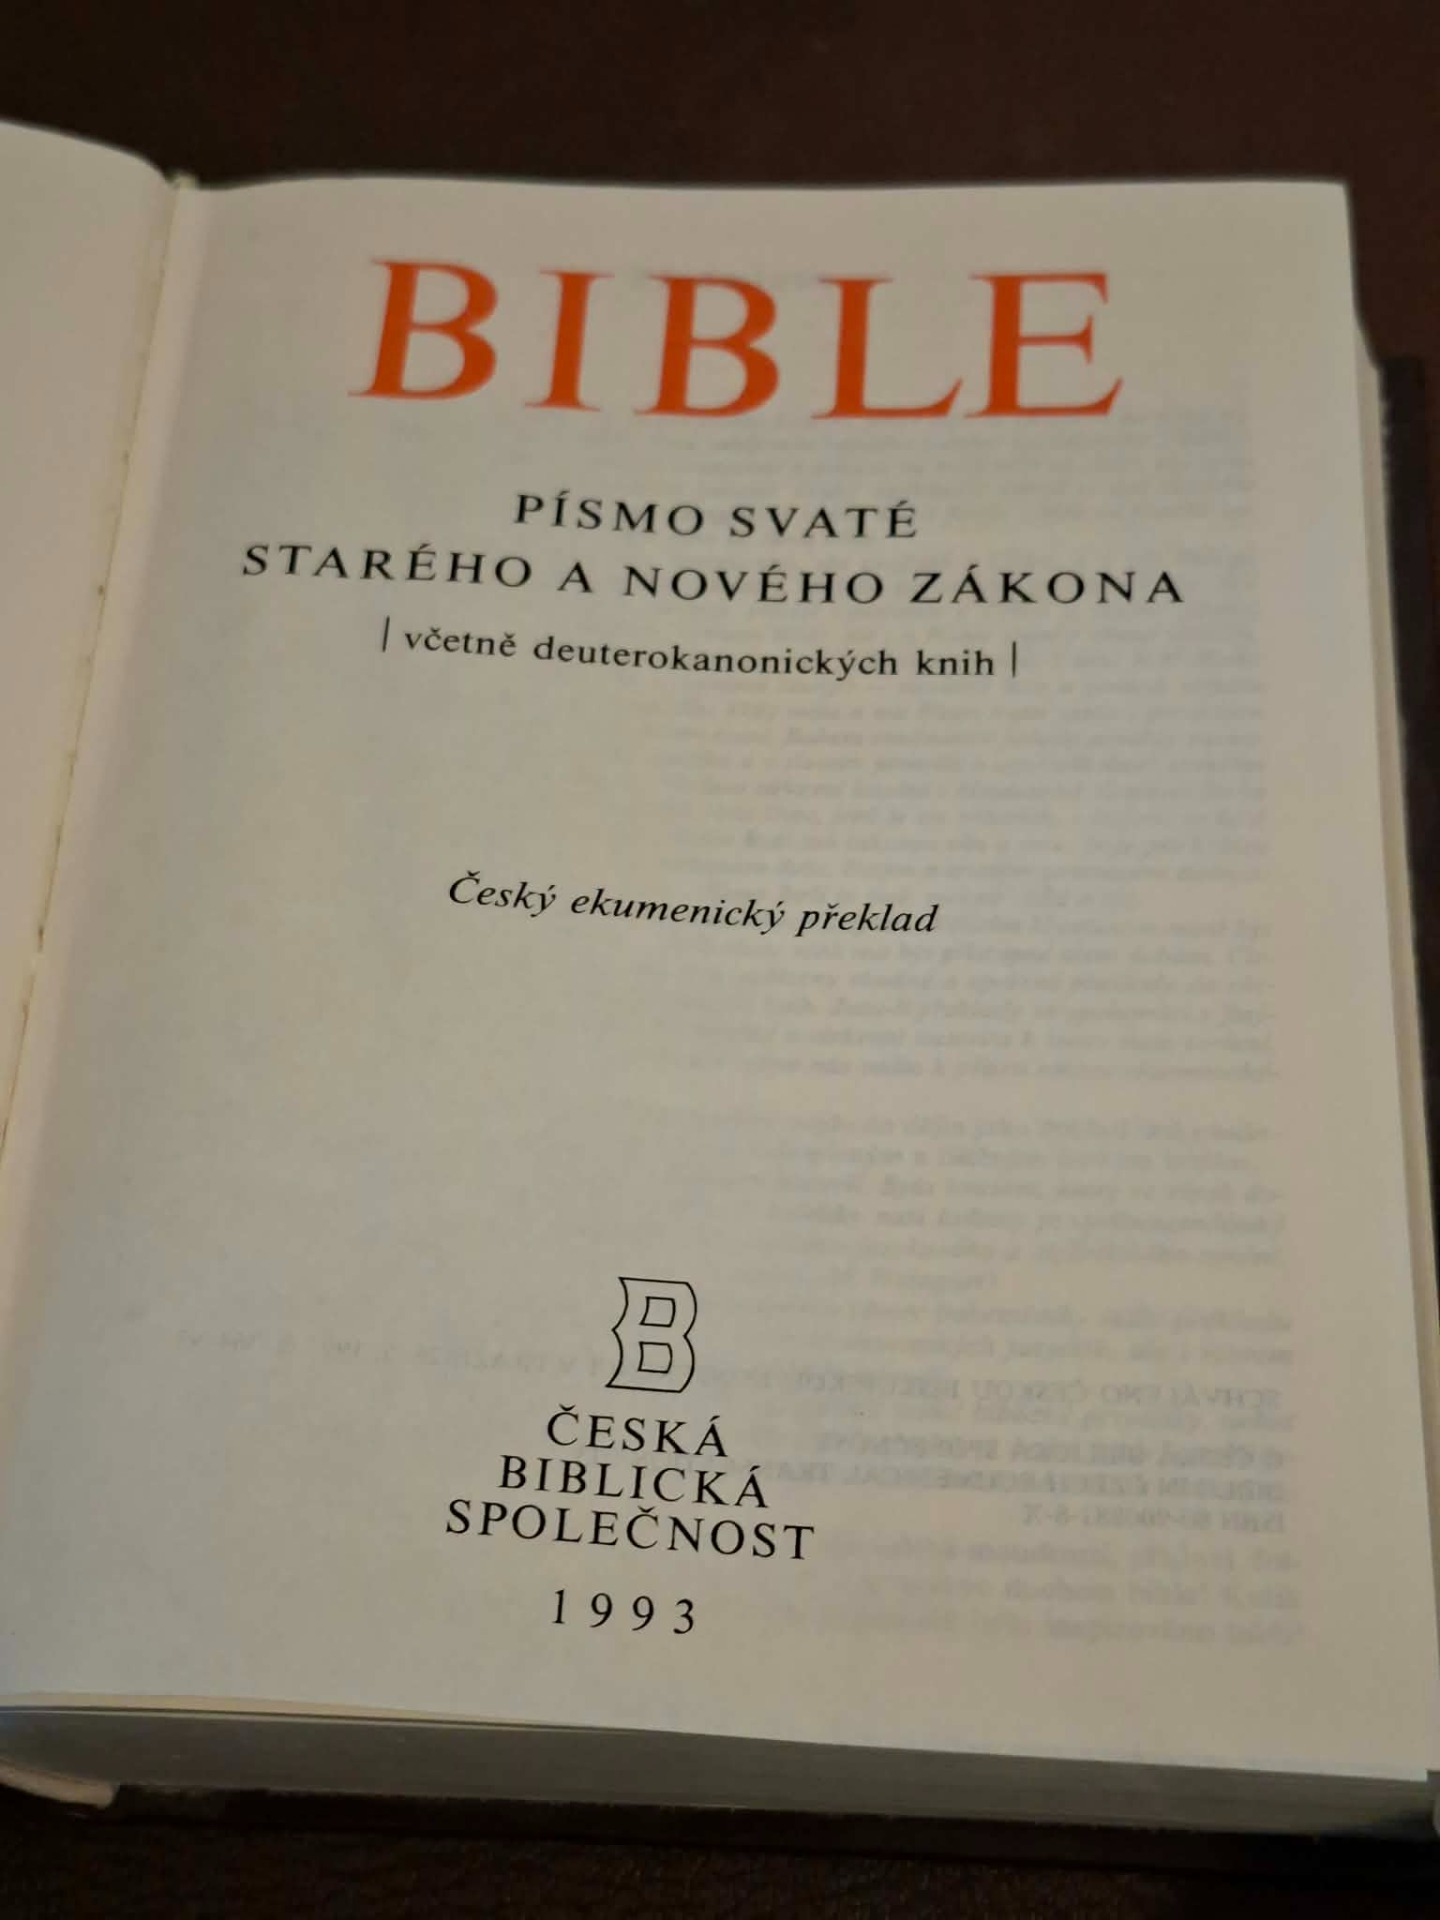 BIBLE
PÍSMO SVATÉ
STARÉHO A NOVÉHO ZÁKONA
| včetně deuterokanonických knih |
Český ekumenický překlad
B
ČESKÁ
BIBLICKÁ
SPOLEČNOST
1993